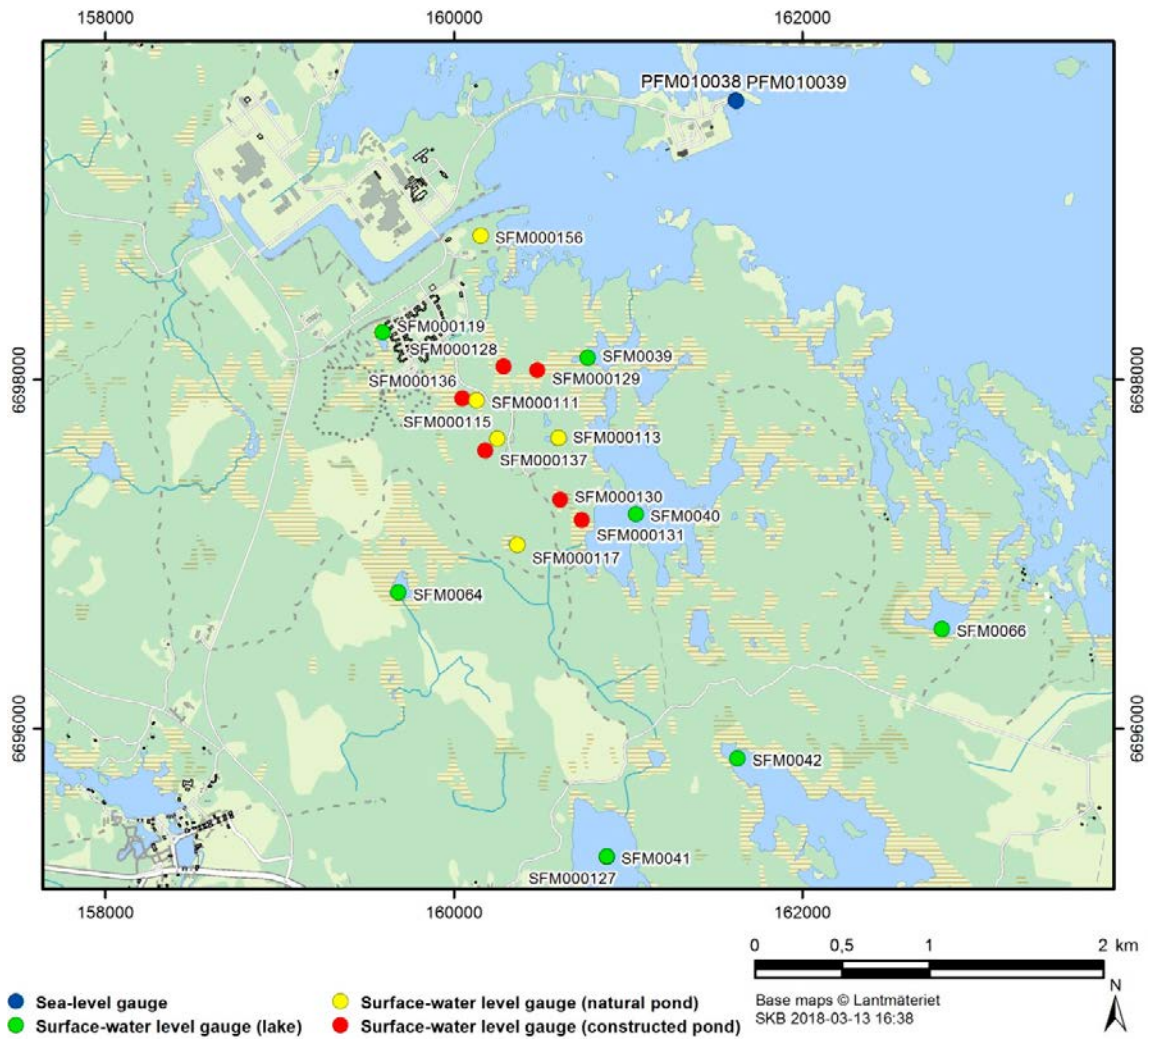 158000 160000 162000
PFM010038 PFM010039
SFM000156
SFM000119
SFM000128
SFM0039
6698000 6698000
SFM000136
SFM000129
SFM000111
SFM000115
SFM000113
SFM000137
SFM000130
SFM0040
SFM000131
SFM000117
SFM0064
SFM0066
6696000 6696000
SFM0042
SFM0041
SFM000127
158000 160000 162000
0 0,5 1 2 km
Sea-level gauge
Surface-water level gauge (lake)
Surface-water level gauge (natural pond)
Surface-water level gauge (constructed pond)
Base maps © Lantmäteriet
SKB 2018-03-13 16:38
N